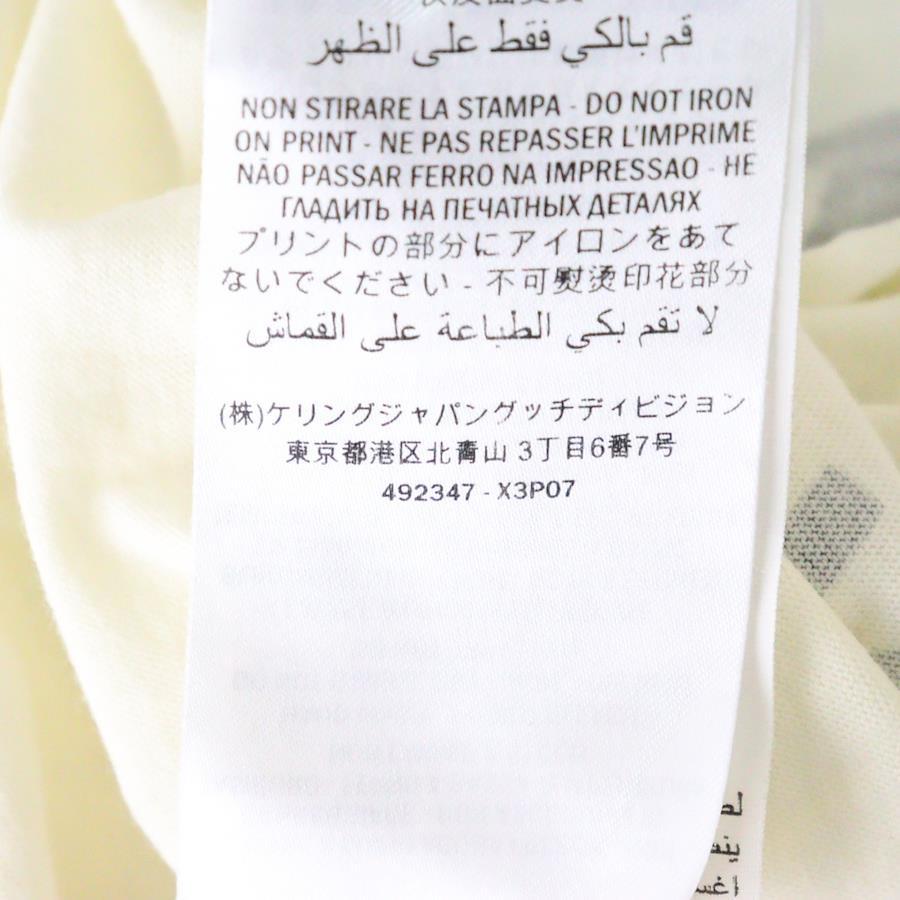 قم بالكي فقط على الظهر
NON STIRARE LA STAMPA - DO NOT IRON
ON PRINT - NE PAS REPASSER L'IMPRIME
NÃO PASSAR FERRO NA IMPRESSAO - НЕ
ГЛАДИТЬ НА ПЕЧАТНЫХ ДЕТАЛЯХ
プリントの部分にアイロンをあて
ないでください - 不可熨烫印花部分
لا تقم بكي الطباعة على القماش
(株)ケリングジャパングッチディビジョン
東京都港区北青山 3丁目6番7号
492347 - X3P07